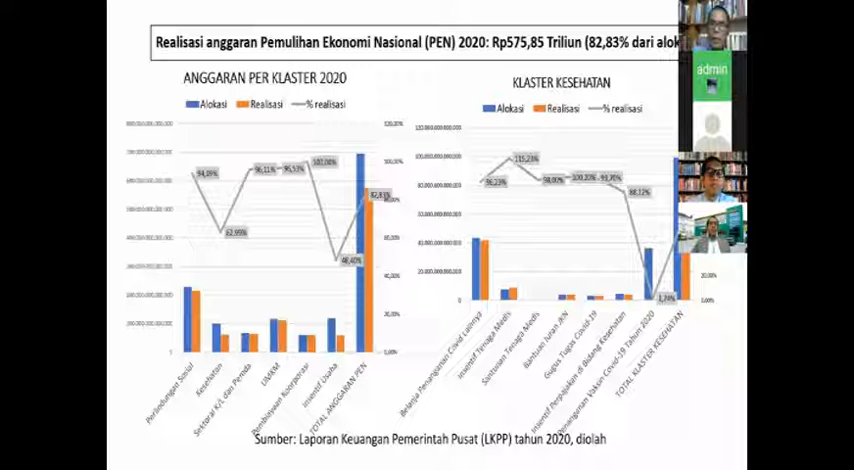 Realisasi anggaran Pemulihan Ekonomi Nasional (PEN) 2020: Rp575,85 Triliun (82,83% dari alok
admin
ANGGARAN PER KLASTER 2020
Alokasi Realisasi % realisasi
94,09%
62,99%
96,11%
95,53%
100,00%
48,40%
82,83%
Perlindungan Sosial
Kesehatan
Sektoral K/L dan Pemda
UMKM
Pembiayaan Korporasi
Insentif Usaha
TOTAL ANGGARAN PEN
KLASTER KESEHATAN
Alokasi Realisasi % realisasi
96,23%
115,23%
98,00%
100,20%
99,70%
88,12%
Belanja Penanganan Covid Lainnya
Insentif Tenaga Medis
Santunan Tenaga Medis
Bantuan Iuran JKN
Gugus Tugas Covid-19
Insentif Perpajakan di Bidang Kesehatan
Penanganan Vaksin Covid-19 Tahun 2020
TOTAL KLASTER KESEHATAN
Sumber: Laporan Keuangan Pemerintah Pusat (LKPP) tahun 2020, diolah